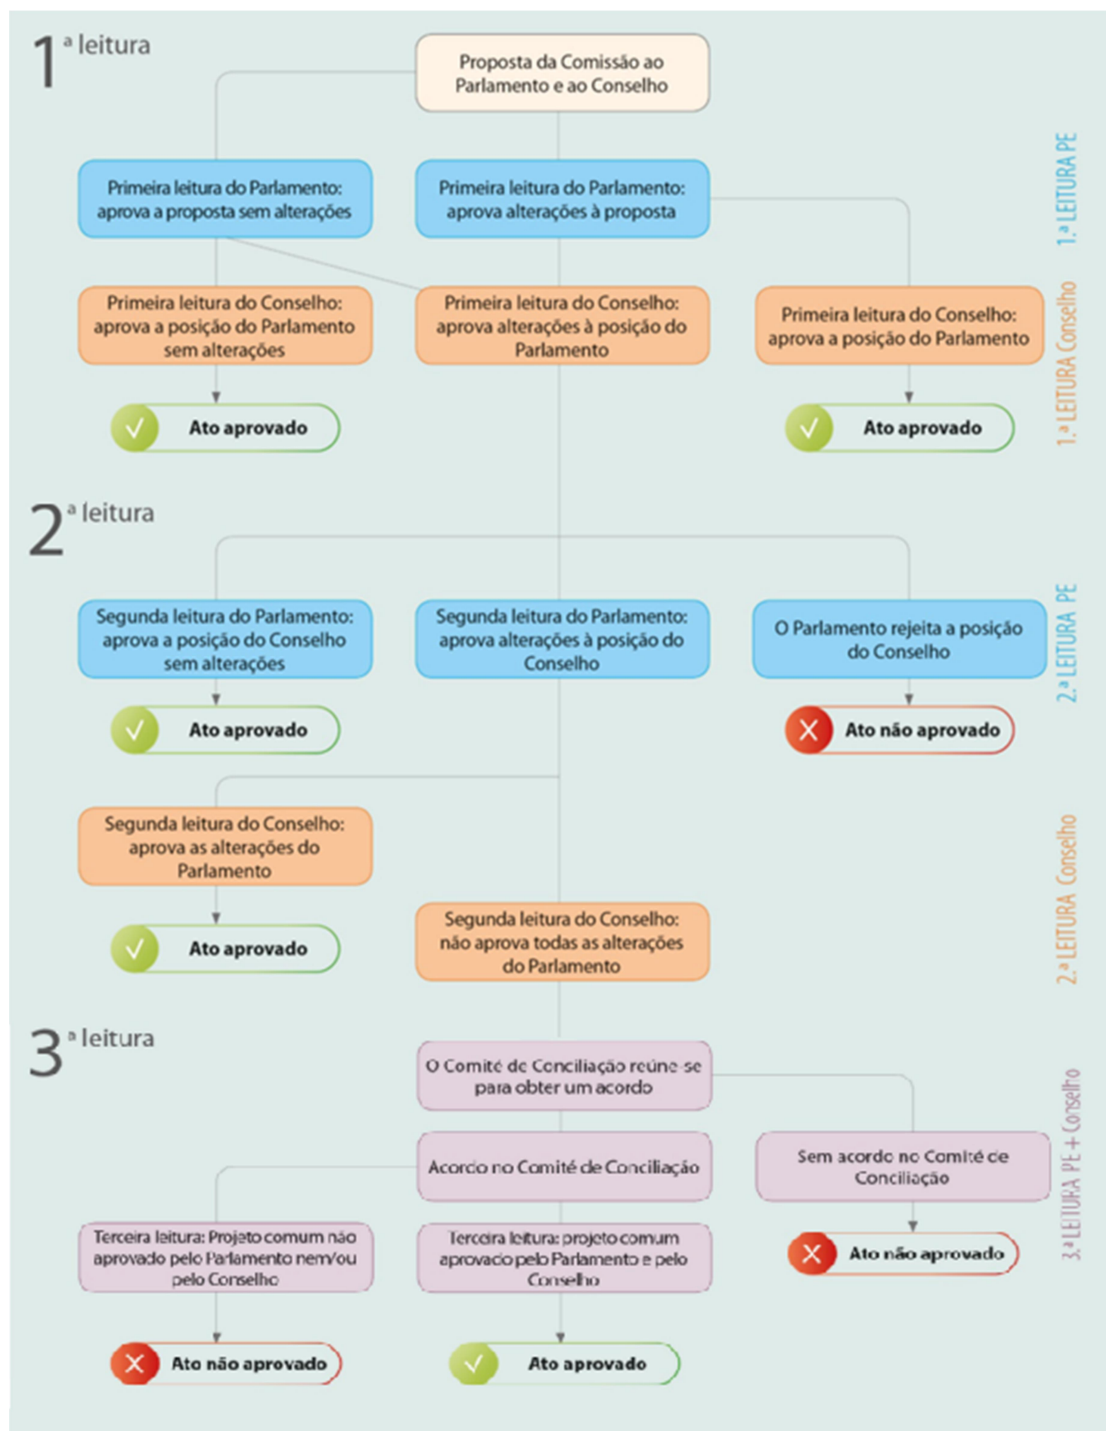 1ª leitura
Proposta da Comissão ao
Parlamento e ao Conselho
1.ª LEITURA PE
Primeira leitura do Parlamento:
aprova a proposta sem alterações
Primeira leitura do Parlamento:
aprova alterações à proposta
1.ª LEITURA Conselho
Primeira leitura do Conselho:
aprova a posição do Parlamento
sem alterações
Primeira leitura do Conselho:
aprova alterações à posição do
Parlamento
Primeira leitura do Conselho:
aprova a posição do Parlamento
Ato aprovado
Ato aprovado
2ª leitura
2.ª LEITURA PE
Segunda leitura do Parlamento:
aprova a posição do Conselho
sem alterações
Segunda leitura do Parlamento:
aprova alterações à posição do
Conselho
O Parlamento rejeita a posição
do Conselho
Ato aprovado
Ato não aprovado
2.ª LEITURA Conselho
Segunda leitura do Conselho:
aprova as alterações do
Parlamento
Ato aprovado
Segunda leitura do Conselho:
não aprova todas as alterações
do Parlamento
3ª leitura
3.ª LEITURA PE + Conselho
O Comité de Conciliação reúne-se
para obter um acordo
Acordo no Comité de Conciliação
Sem acordo no Comité de
Conciliação
Terceira leitura: Projeto comum não
aprovado pelo Parlamento nem/ou
pelo Conselho
Terceira leitura: projeto comum
aprovado pelo Parlamento e pelo
Conselho
Ato não aprovado
Ato não aprovado
Ato aprovado